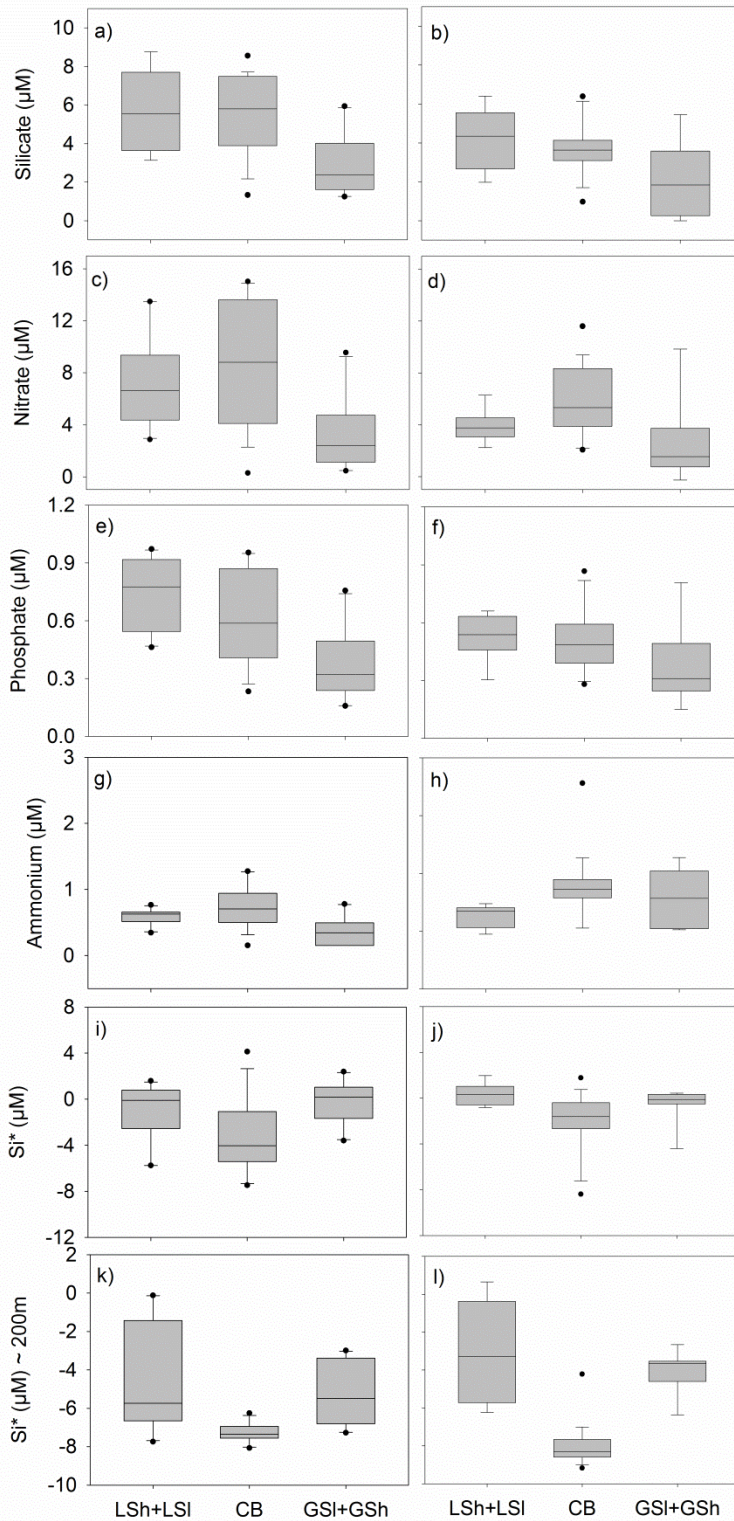 a)
b)
8
6
4
2
0
Silicate (µM)
c)
d)
16
12
8
4
0
Nitrate (µM)
e)
f)
1.2
0.9
0.6
0.3
0.0
Phosphate (µM)
g)
h)
3
2
1
0
Ammonium (µM)
i)
j)
8
4
0
-4
-8
-12
Si*
(µM)
k)
l)
2
0
-2
-4
-6
-8
-10
Si* (µM) ~ 200m
LSh+LSl CB GSl+GSh LSh+LSl CB GSl+GSh